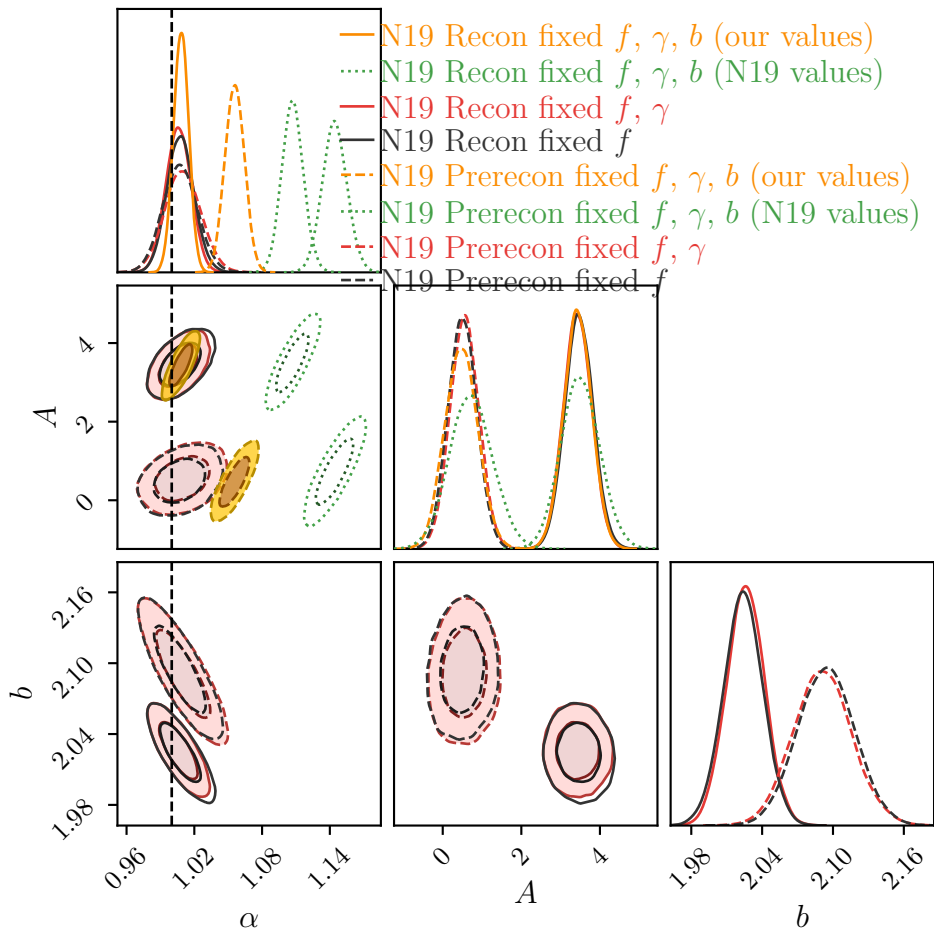 N19 Recon fixed f, γ, b (our values)
N19 Recon fixed f, γ, b (N19 values)
N19 Recon fixed f, γ
N19 Recon fixed f
N19 Prerecon fixed f, γ, b (our values)
N19 Prerecon fixed f, γ, b (N19 values)
N19 Prerecon fixed f, γ
N19 Prerecon fixed f
4
2
0
A
2.16
2.10
2.04
1.98
b
0.96 1.02 1.08 1.14
α
0 4
A
1.98 2.04 2.10 2.16
b